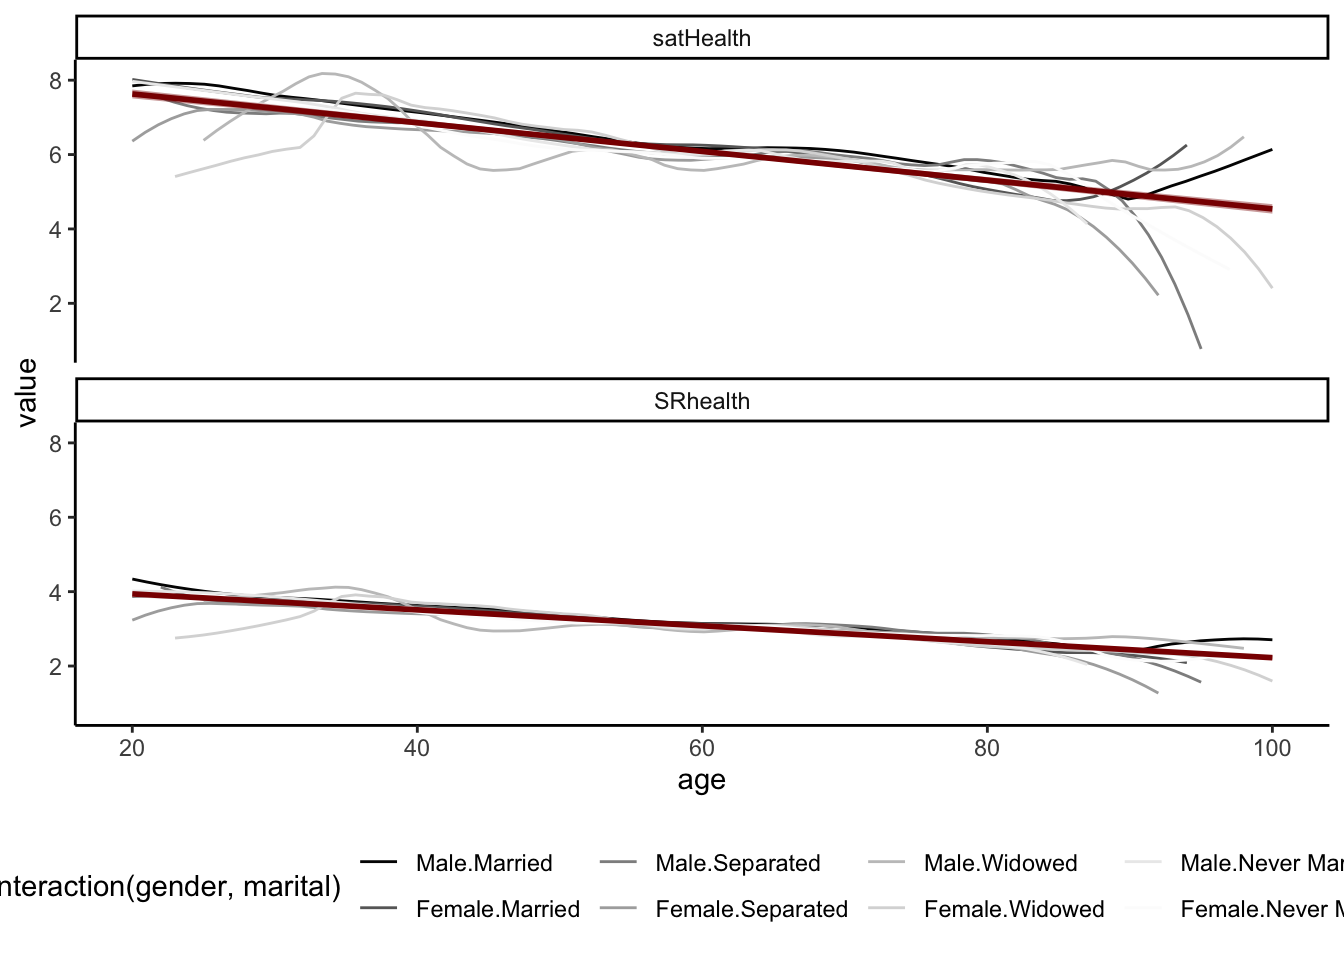 satHealth
8
6
4
2
value
SRhealth
8
6
4
2
20 40 60 80 100
age
nteraction(gender, marital)
Male.Married Male.Separated Male.Widowed Male.Never Mar
Female.Married Female.Separated Female.Widowed Female.Never M